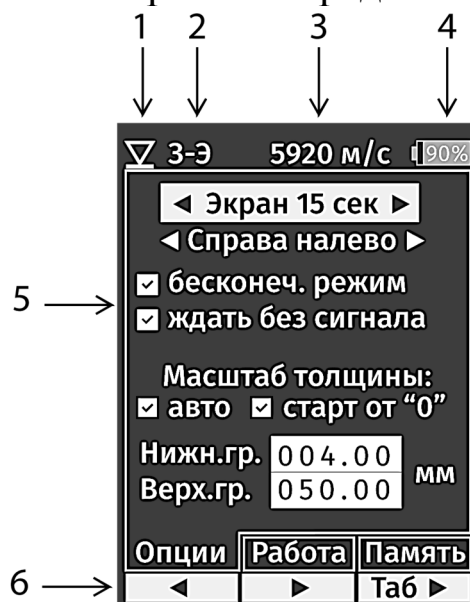 1 2 3 4
З-Э 5920 м/с 90%
◄ Экран 15 сек ►
◄ Справа налево ►
5
бесконеч. режим
ждать без сигнала
Масштаб толщины:
авто старт от “0”
Нижн.гр. 004.00
мм
Верх.гр. 050.00
Опции Работа Память
6 ◄ ► Таб ►